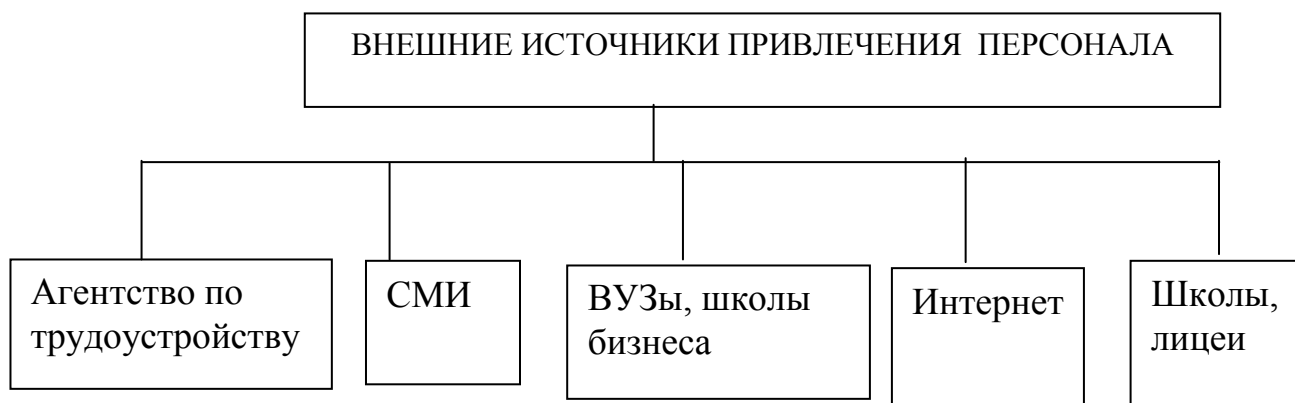 ВНЕШНИЕ ИСТОЧНИКИ ПРИВЛЕЧЕНИЯ ПЕРСОНАЛА
Агентство по
трудоустройству
СМИ
ВУЗы, школы
бизнеса
Интернет
Школы,
лицеи